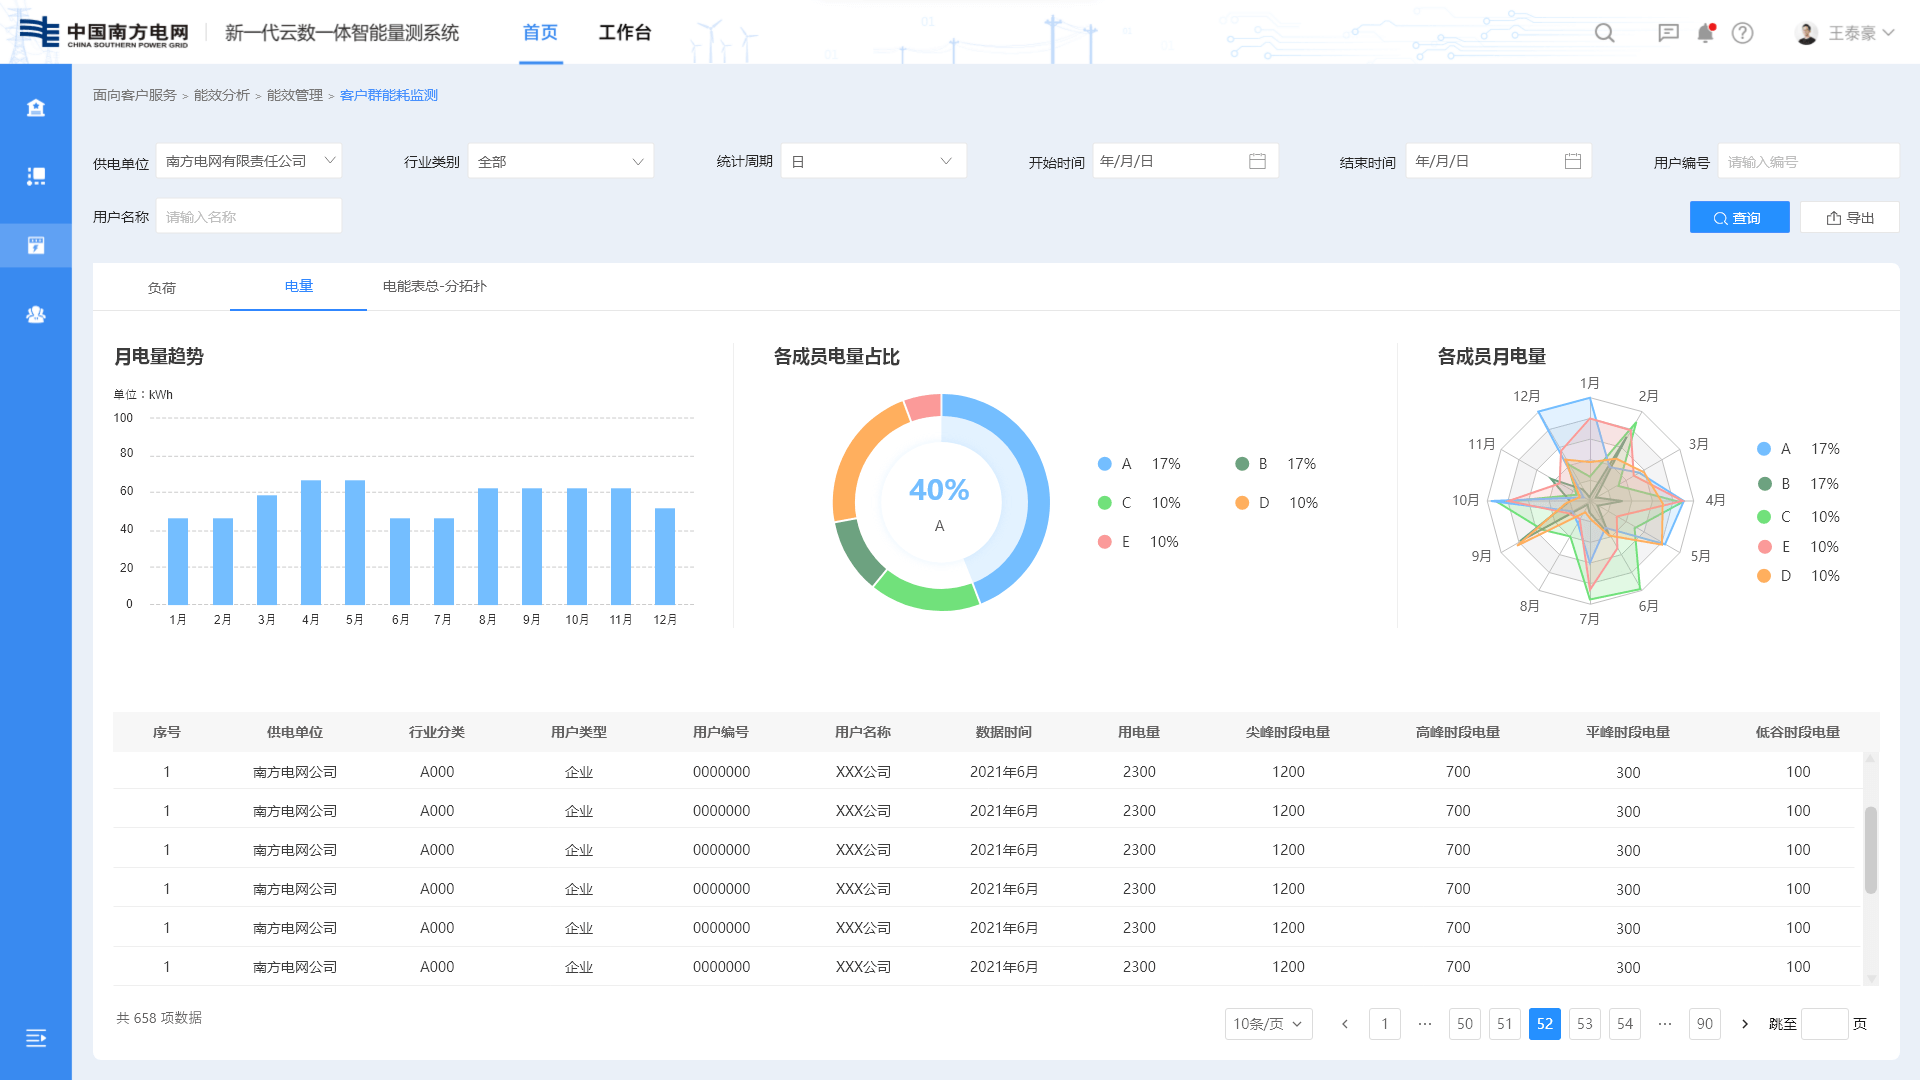 中国南方电网
CHINA SOUTHERN POWER GRID
新一代云数一体智能量测系统
首页 工作台
王泰豪
面向客户服务 > 能效分析 > 能效管理 > 客户群能耗监测
供电单位 南方电网有限责任公司 行业类别 全部 统计周期 日 开始时间 年/月/日 结束时间 年/月/日 用户编号 请输入编号
用户名称 请输入名称 查询 导出
负荷 电量 电能表总-分拓扑
月电量趋势
单位：kWh
100
80
60
40
20
0
1月 2月 3月 4月 5月 6月 7月 8月 9月 10月 11月 12月
各成员电量占比
40%
A
A 17% B 17%
C 10% D 10%
E 10%
各成员月电量
1月
2月
3月
4月
5月
6月
7月
8月
9月
10月
11月
12月
A 17%
B 17%
C 10%
E 10%
D 10%
序号 供电单位 行业分类 用户类型 用户编号 用户名称 数据时间 用电量 尖峰时段电量 高峰时段电量 平峰时段电量 低谷时段电量
1 南方电网公司 A000 企业 0000000 XXX公司 2021年6月 2300 1200 700 300 100
1 南方电网公司 A000 企业 0000000 XXX公司 2021年6月 2300 1200 700 300 100
1 南方电网公司 A000 企业 0000000 XXX公司 2021年6月 2300 1200 700 300 100
1 南方电网公司 A000 企业 0000000 XXX公司 2021年6月 2300 1200 700 300 100
1 南方电网公司 A000 企业 0000000 XXX公司 2021年6月 2300 1200 700 300 100
1 南方电网公司 A000 企业 0000000 XXX公司 2021年6月 2300 1200 700 300 100
共 658 项数据
10条/页 1 ··· 50 51 52 53 54 ··· 90 跳至 页